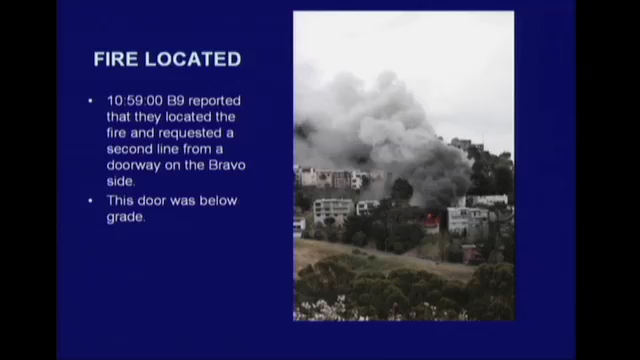 FIRE LOCATED
• 10:59:00 B9 reported
that they located the
fire and requested a
second line from a
doorway on the Bravo
side.
• This door was below
grade.